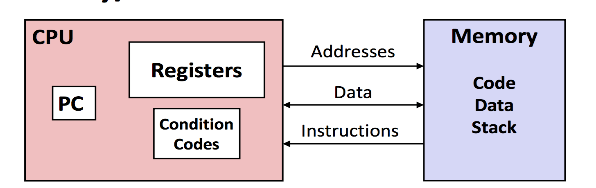 CPU
Registers
PC
Condition
Codes
Addresses
Data
Instructions
Memory
Code
Data
Stack